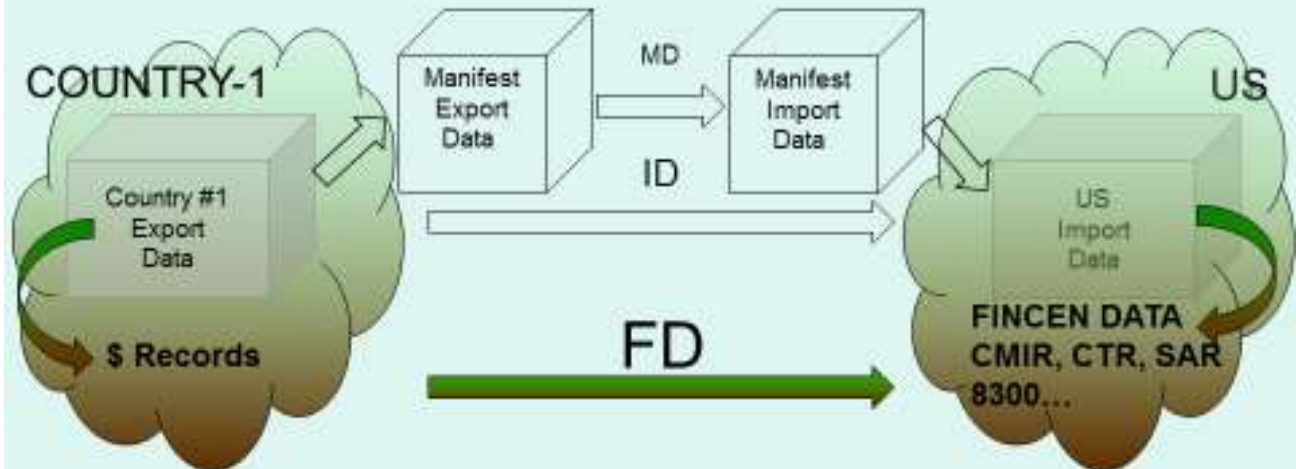 COUNTRY-1
Manifest
Export
Data
MD
Manifest
Import
Data
US
ID
Country #1
Export
Data
US
Import
Data
$ Records
FD
FINCEN DATA
CMIR, CTR, SAR
8300...